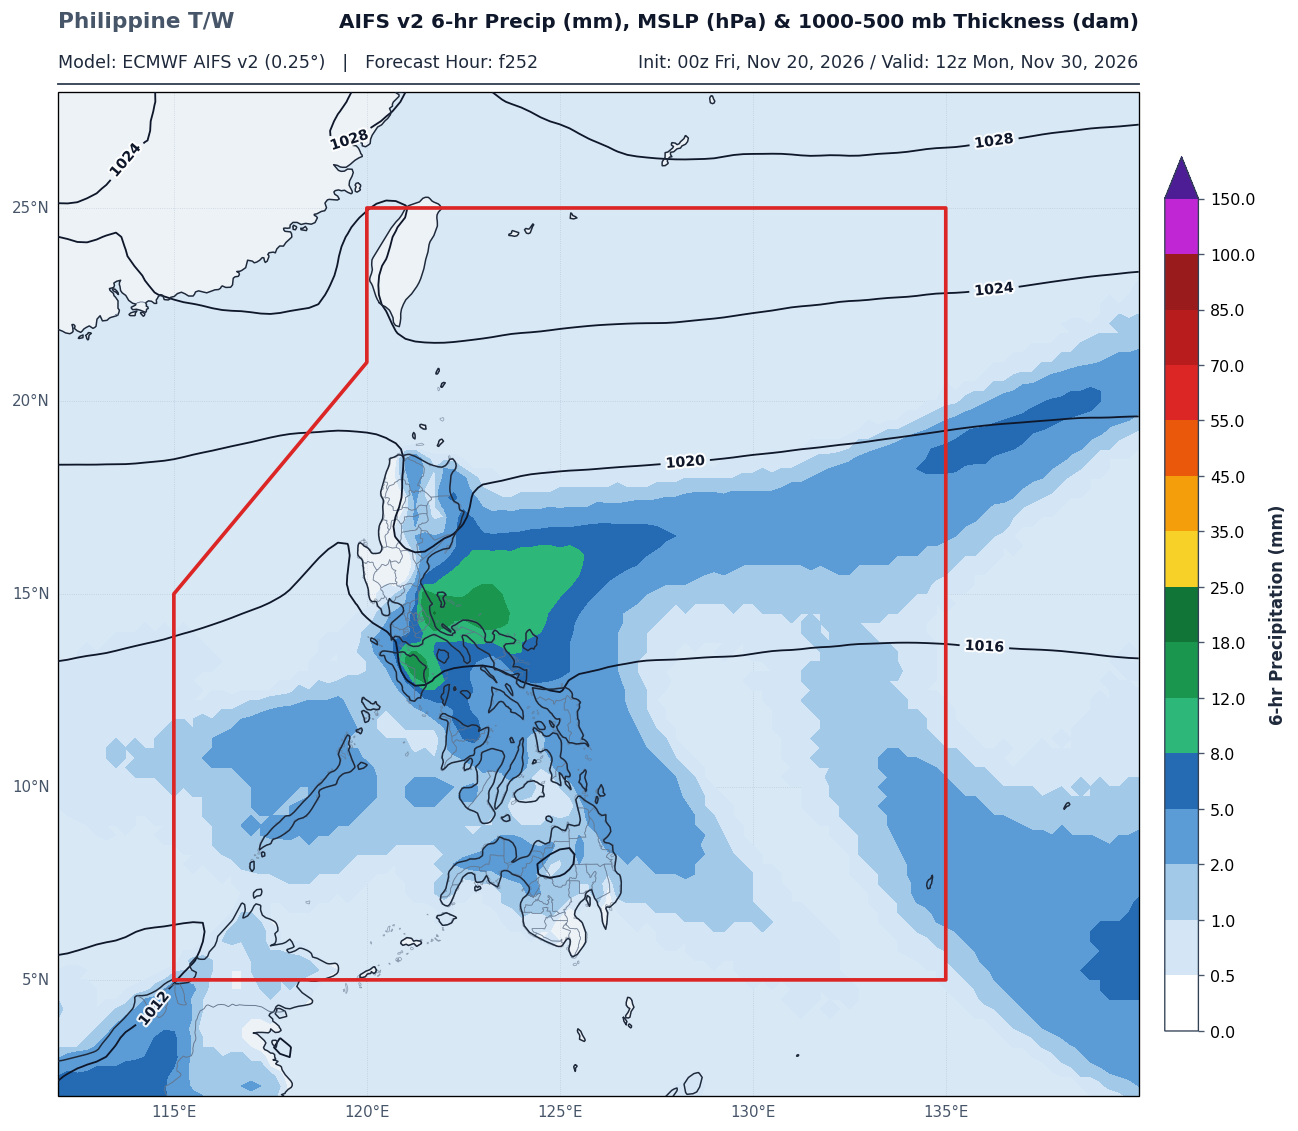 Philippine T/W
AIFS v2 6-hr Precip (mm), MSLP (hPa) & 1000-500 mb Thickness (dam)
Model: ECMWF AIFS v2 (0.25°)   |   Forecast Hour: f252
Init: 00z Fri, Nov 20, 2026 / Valid: 12z Mon, Nov 30, 2026
1024
1028
1028
1024
1020
1016
1012
25°N
20°N
15°N
10°N
5°N
115°E
120°E
125°E
130°E
135°E
150.0
100.0
85.0
70.0
55.0
45.0
35.0
25.0
18.0
12.0
8.0
5.0
2.0
1.0
0.5
0.0
6-hr Precipitation (mm)